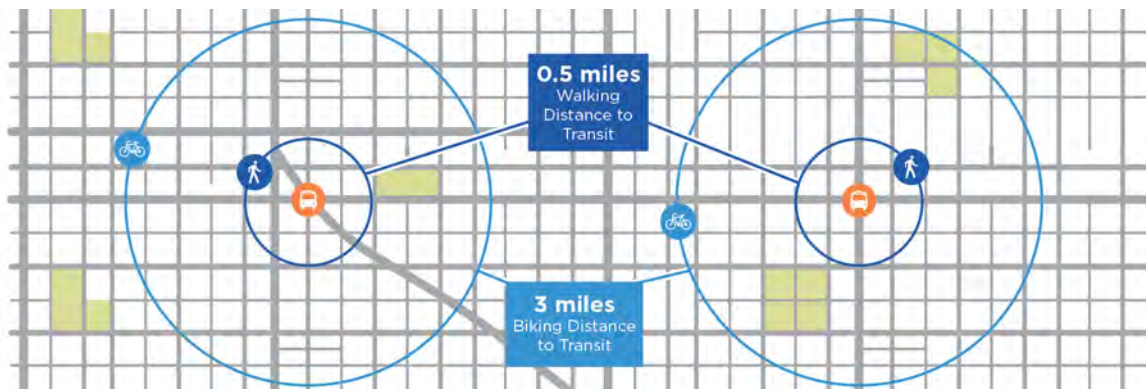 0.5 miles
Walking
Distance to
Transit
3 miles
Biking Distance
to Transit